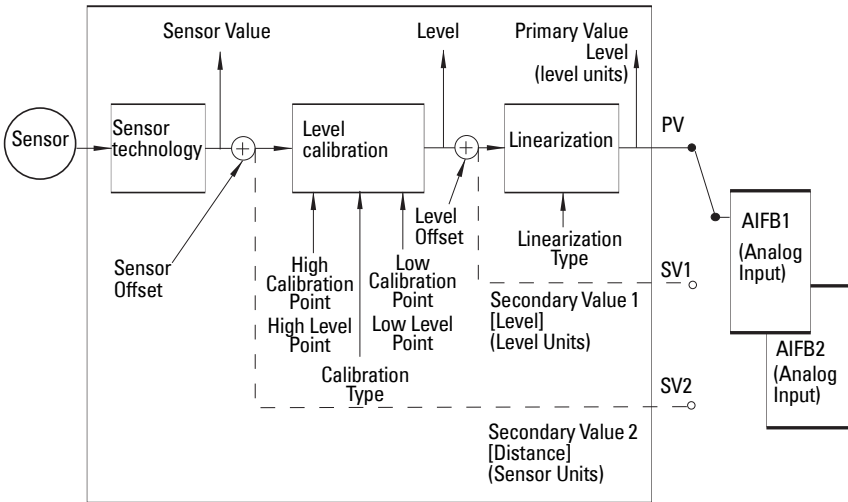 Sensor Value
Level
Primary Value
Level
(level units)
Sensor
Sensor
technology
Level
calibration
Linearization
PV
AIFB1
(Analog
Input)
Sensor
Offset
Level
Offset
Linearization
Type
High
Calibration
Point
High Level
Point
Low
Calibration
Point
Low Level
Point
Calibration
Type
SV1
Secondary Value 1
[Level]
(Level Units)
AIFB2
(Analog
Input)
SV2
Secondary Value 2
[Distance]
(Sensor Units)